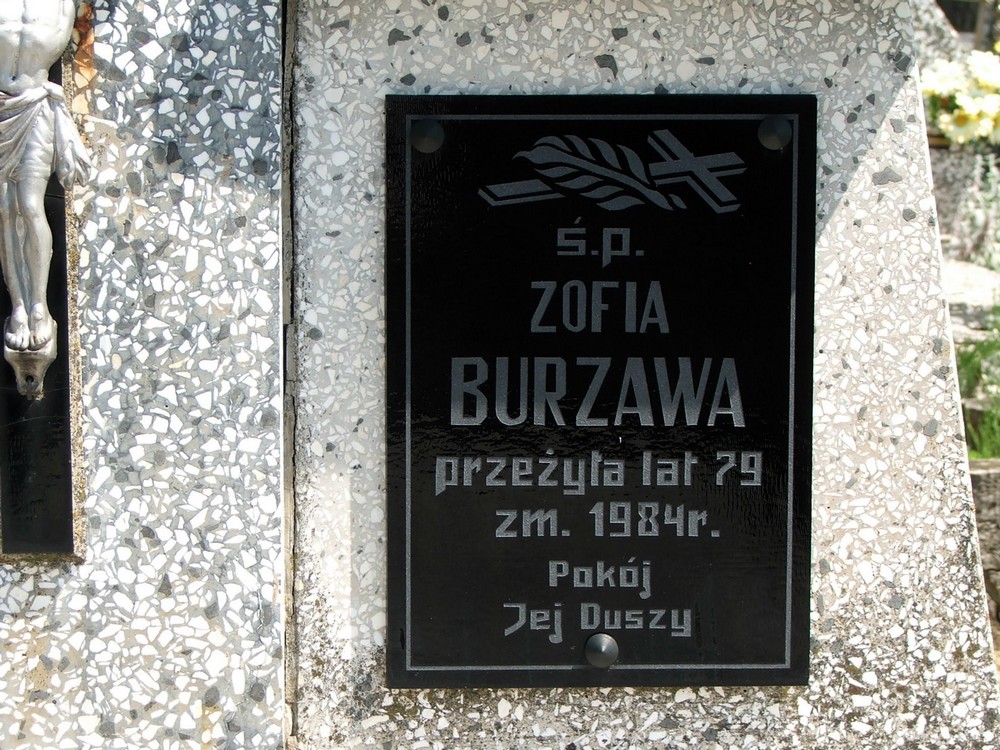 ś.p.
ZOFIA
BURZAWA
przeżyła lat 79
zm. 1984r.
Pokój
Jej Duszy